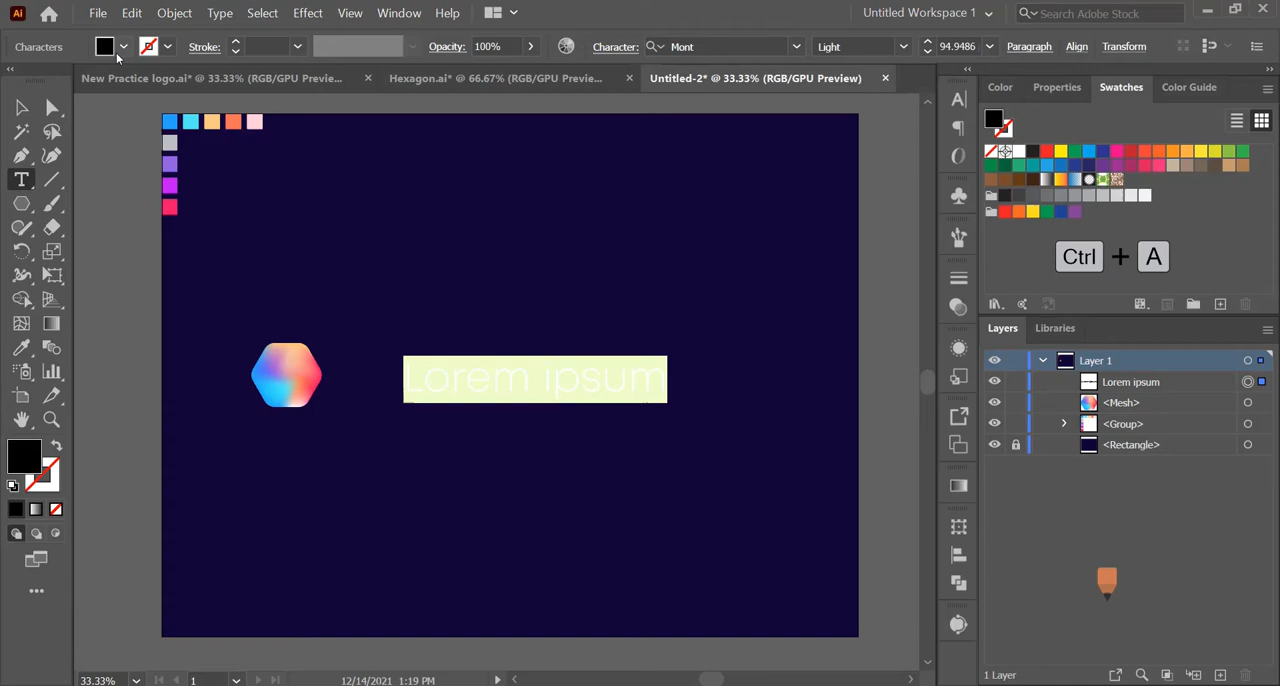 Ai File Edit Object Type Select Effect View Window Help Untitled Workspace 1 Search Adobe Stock
Characters Stroke: Opacity: 100% Character: Mont Light 94.9486 Paragraph Align Transform
New Practice logo.ai* @ 33.33% (RGB/GPU Preview... Hexagon.ai* @ 66.67% (RGB/GPU Previe... Untitled-2* @ 33.33% (RGB/GPU Preview)
Color Properties Swatches Color Guide
Ctrl + A
Layers Libraries
Layer 1
Lorem ipsum
Lorem ipsum
<Mesh>
<Group>
<Rectangle>
33.33% 1 12/14/2021 1:19 PM 1 Layer